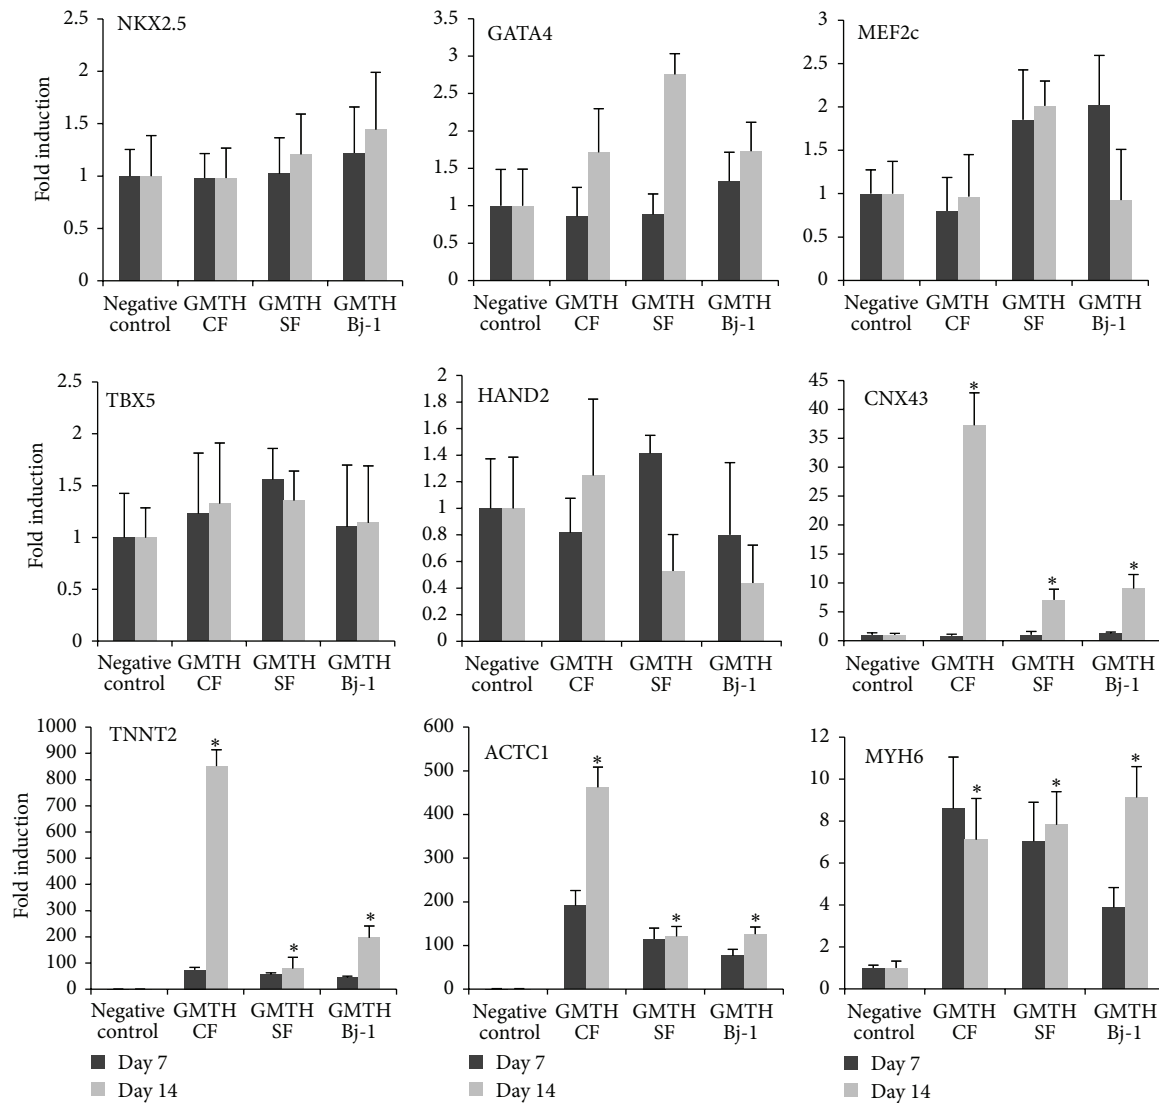 NKX2.5
Fold induction
2.5
2
1.5
1
0.5
0
Negative control
GMTH CF
GMTH SF
GMTH Bj-1
GATA4
3.5
3
2.5
2
1.5
1
0.5
0
Negative control
GMTH CF
GMTH SF
GMTH Bj-1
MEF2c
3
2.5
2
1.5
1
0.5
0
Negative control
GMTH CF
GMTH SF
GMTH Bj-1
TBX5
Fold induction
2.5
2
1.5
1
0.5
0
Negative control
GMTH CF
GMTH SF
GMTH Bj-1
HAND2
2
1.8
1.6
1.4
1.2
1
0.8
0.6
0.4
0.2
0
Negative control
GMTH CF
GMTH SF
GMTH Bj-1
CNX43
45
40
35
30
25
20
15
10
5
0
*
*
*
Negative control
GMTH CF
GMTH SF
GMTH Bj-1
TNNT2
Fold induction
1000
900
800
700
600
500
400
300
200
100
0
*
*
*
Negative control
GMTH CF
GMTH SF
GMTH Bj-1
Day 7
Day 14
ACTC1
600
500
400
300
200
100
0
*
*
*
Negative control
GMTH CF
GMTH SF
GMTH Bj-1
Day 7
Day 14
MYH6
12
10
8
6
4
2
0
*
*
*
Negative control
GMTH CF
GMTH SF
GMTH Bj-1
Day 7
Day 14